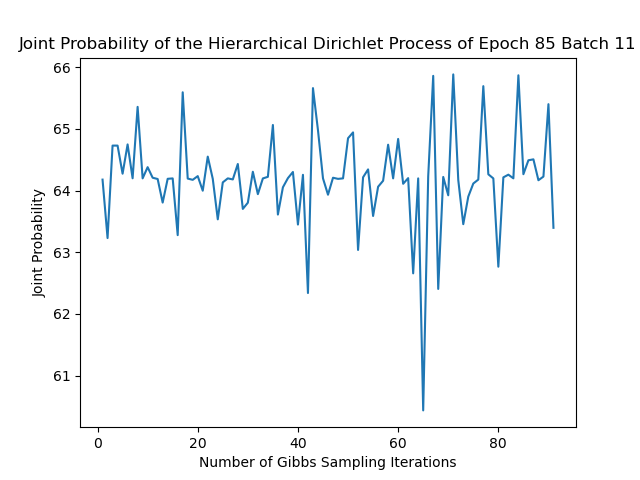 Joint Probability of the Hierarchical Dirichlet Process of Epoch 85 Batch 11
66
65
64
63
62
61
Joint Probability
0 20 40 60 80
Number of Gibbs Sampling Iterations